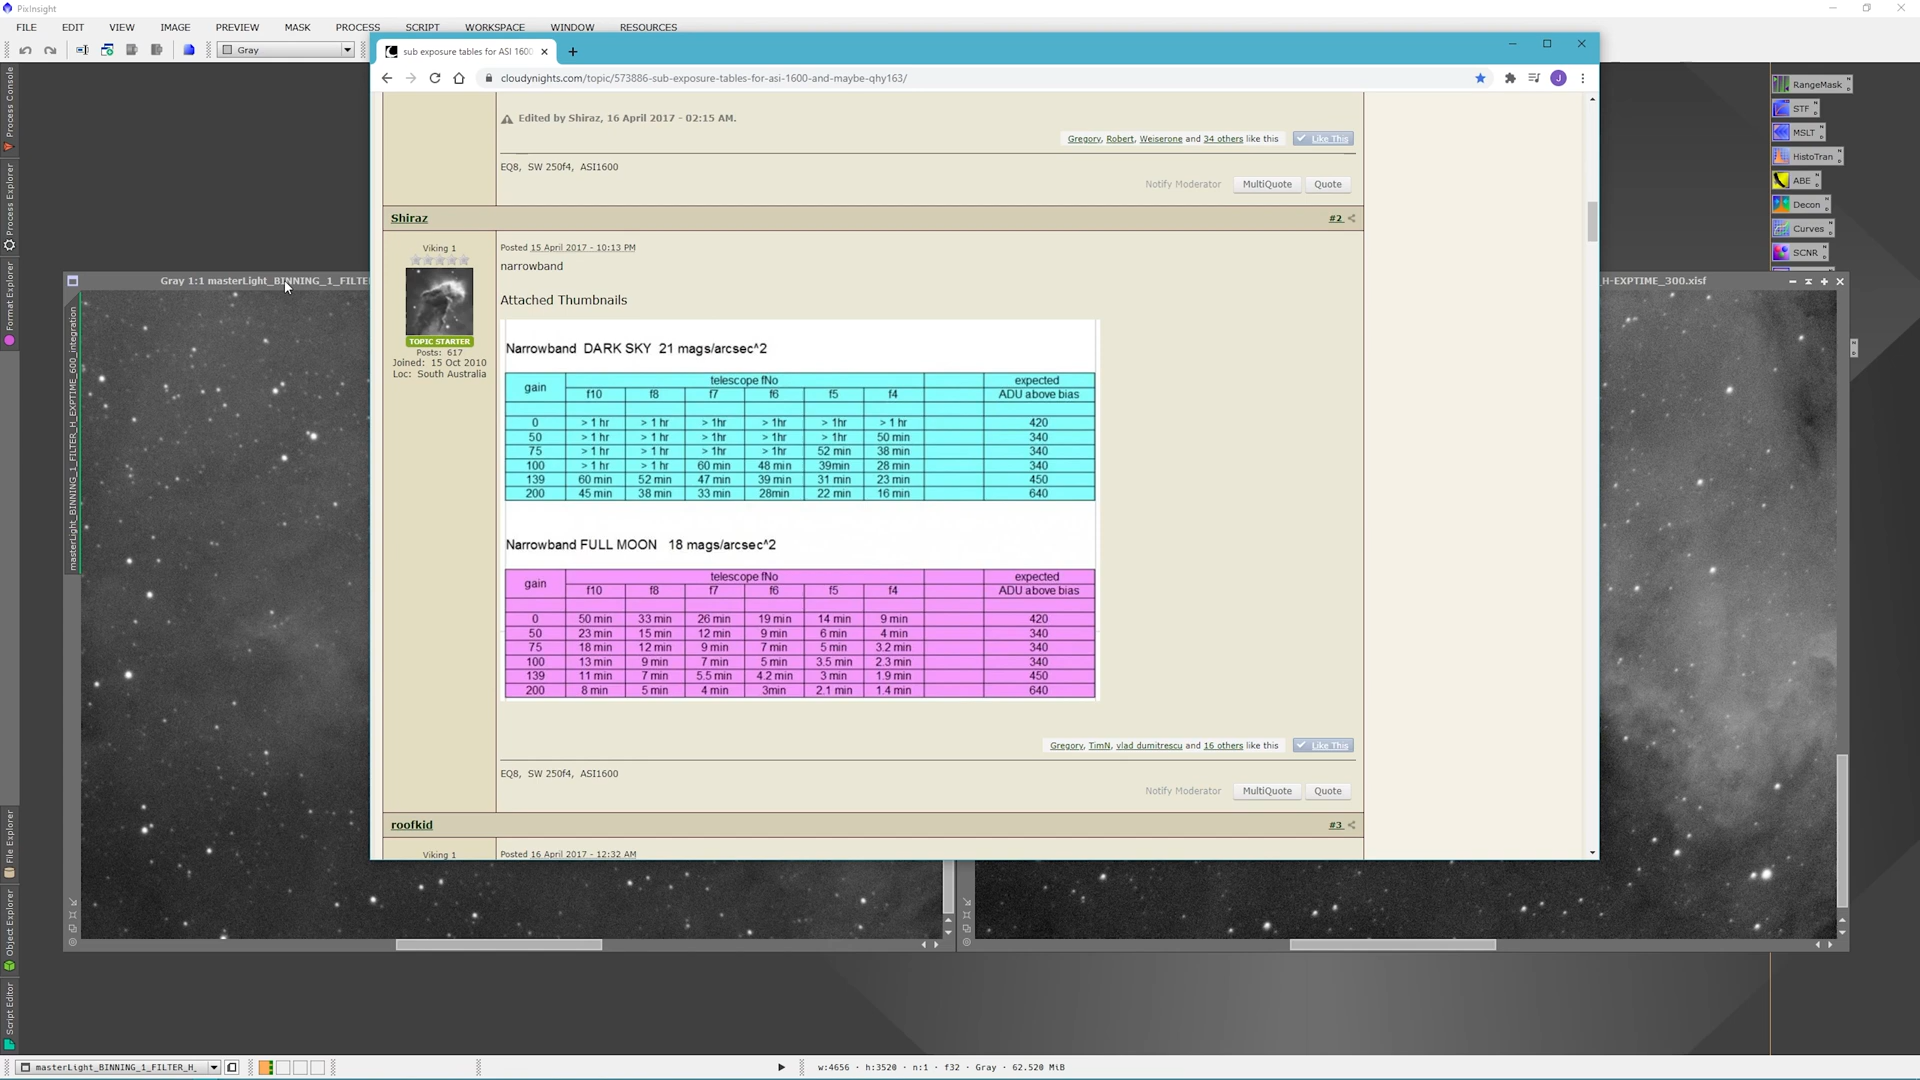 PixInsight
FILE EDIT VIEW IMAGE PREVIEW MASK PROCESS SCRIPT WORKSPACE WINDOW RESOURCES
Gray
sub exposure tables for ASI 1600
cloudynights.com/topic/573886-sub-exposure-tables-for-asi-1600-and-maybe-qhy163/
J
Process Console
Process Explorer
Format Explorer
File Explorer
Object Explorer
Script Editor
RangeMask
STF
MSLT
HistoTran
ABE
Decon
Curves
SCNR
Gray 1:1 masterLight_BINNING_1_FILTE
_H-EXPTIME_300.xisf
masterLight_BINNING_1_FILTER_H_EXPTIME_600_integration
Edited by Shiraz, 16 April 2017 - 02:15 AM.
Gregory, Robert, Weiserone and 34 others like this
Like This
EQ8, SW 250f4, ASI1600
Notify Moderator MultiQuote Quote
Shiraz #2
Viking 1
TOPIC STARTER
Posts: 617
Joined: 15 Oct 2010
Loc: South Australia
Posted 15 April 2017 - 10:13 PM
narrowband
Attached Thumbnails
Narrowband DARK SKY 21 mags/arcsec^2
gain telescope fNo expected
f10 f8 f7 f6 f5 f4 ADU above bias
0 > 1 hr > 1 hr > 1hr > 1hr > 1hr > 1 hr 420
50 > 1 hr > 1 hr > 1hr > 1hr > 1hr 50 min 340
75 > 1 hr > 1 hr > 1hr > 1hr 52 min 38 min 340
100 > 1 hr > 1 hr 60 min 48 min 39min 28 min 340
139 60 min 52 min 47 min 39 min 31 min 23 min 450
200 45 min 38 min 33 min 28min 22 min 16 min 640
Narrowband FULL MOON 18 mags/arcsec^2
gain telescope fNo expected
f10 f8 f7 f6 f5 f4 ADU above bias
0 50 min 33 min 26 min 19 min 14 min 9 min 420
50 23 min 15 min 12 min 9 min 6 min 4 min 340
75 18 min 12 min 9 min 7 min 5 min 3.2 min 340
100 13 min 9 min 7 min 5 min 3.5 min 2.3 min 340
139 11 min 7 min 5.5 min 4.2 min 3 min 1.9 min 450
200 8 min 5 min 4 min 3min 2.1 min 1.4 min 640
Gregory, TimN, vlad dumitrescu and 16 others like this
Like This
EQ8, SW 250f4, ASI1600
Notify Moderator MultiQuote Quote
roofkid #3
Viking 1
Posted 16 April 2017 - 12:32 AM
masterLight_BINNING_1_FILTER_H_
w:4656 · h:3520 · n:1 · f32 · Gray · 62.520 MiB